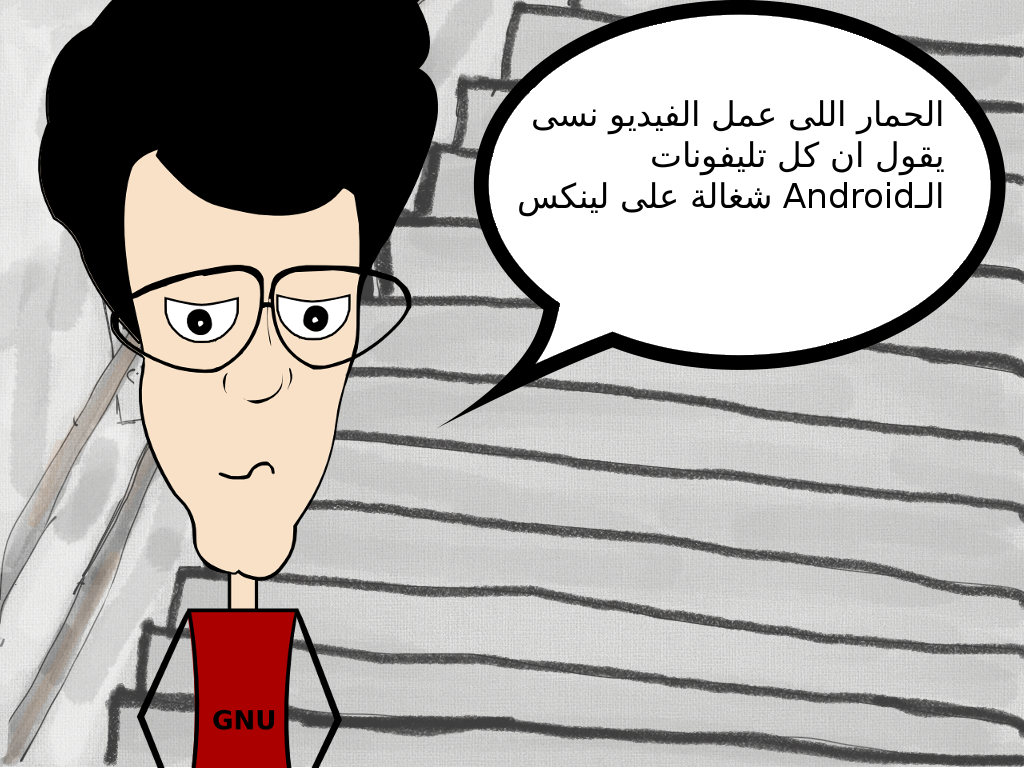 الحمار اللى عمل الفيديو نسى
يقول ان كل تليفونات
الـAndroid شغالة على لينكس
GNU